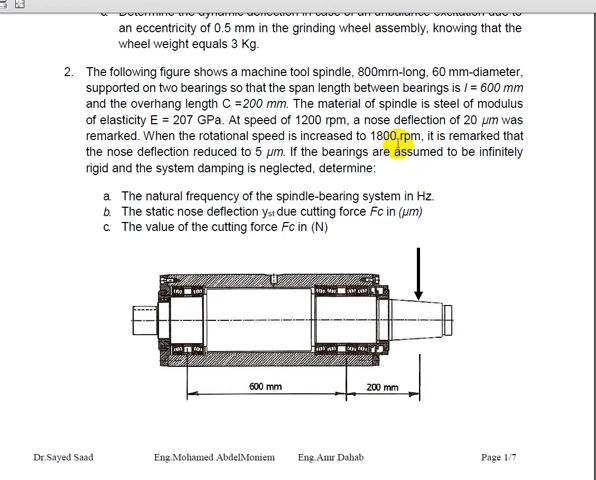 an eccentricity of 0.5 mm in the grinding wheel assembly, knowing that the
wheel weight equals 3 Kg.
2. The following figure shows a machine tool spindle, 800mrn-long, 60 mm-diameter,
supported on two bearings so that the span length between bearings is l = 600 mm
and the overhang length C =200 mm. The material of spindle is steel of modulus
of elasticity E = 207 GPa. At speed of 1200 rpm, a nose deflection of 20 μm was
remarked. When the rotational speed is increased to 1800 rpm, it is remarked that
the nose deflection reduced to 5 μm. If the bearings are assumed to be infinitely
rigid and the system damping is neglected, determine:
a. The natural frequency of the spindle-bearing system in Hz.
b. The static nose deflection yst due cutting force Fc in (μm)
c. The value of the cutting force Fc in (N)
600 mm
200 mm
Dr.Sayed Saad Eng.Mohamed AbdelMoniem Eng.Amr Dahab Page 1/7